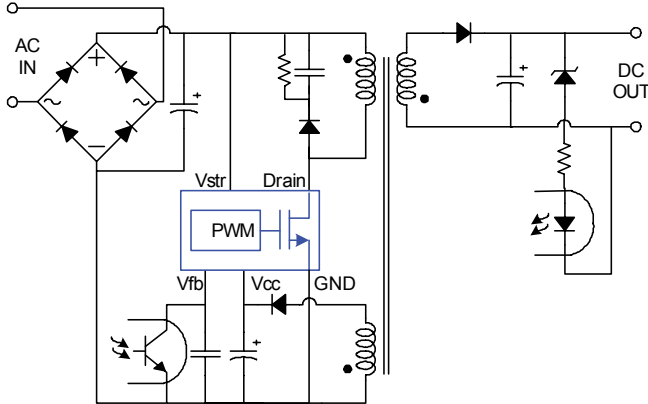 AC
IN
+
~
~
−
+
+
DC
OUT
Vstr
Drain
PWM
Vfb
Vcc
GND
+